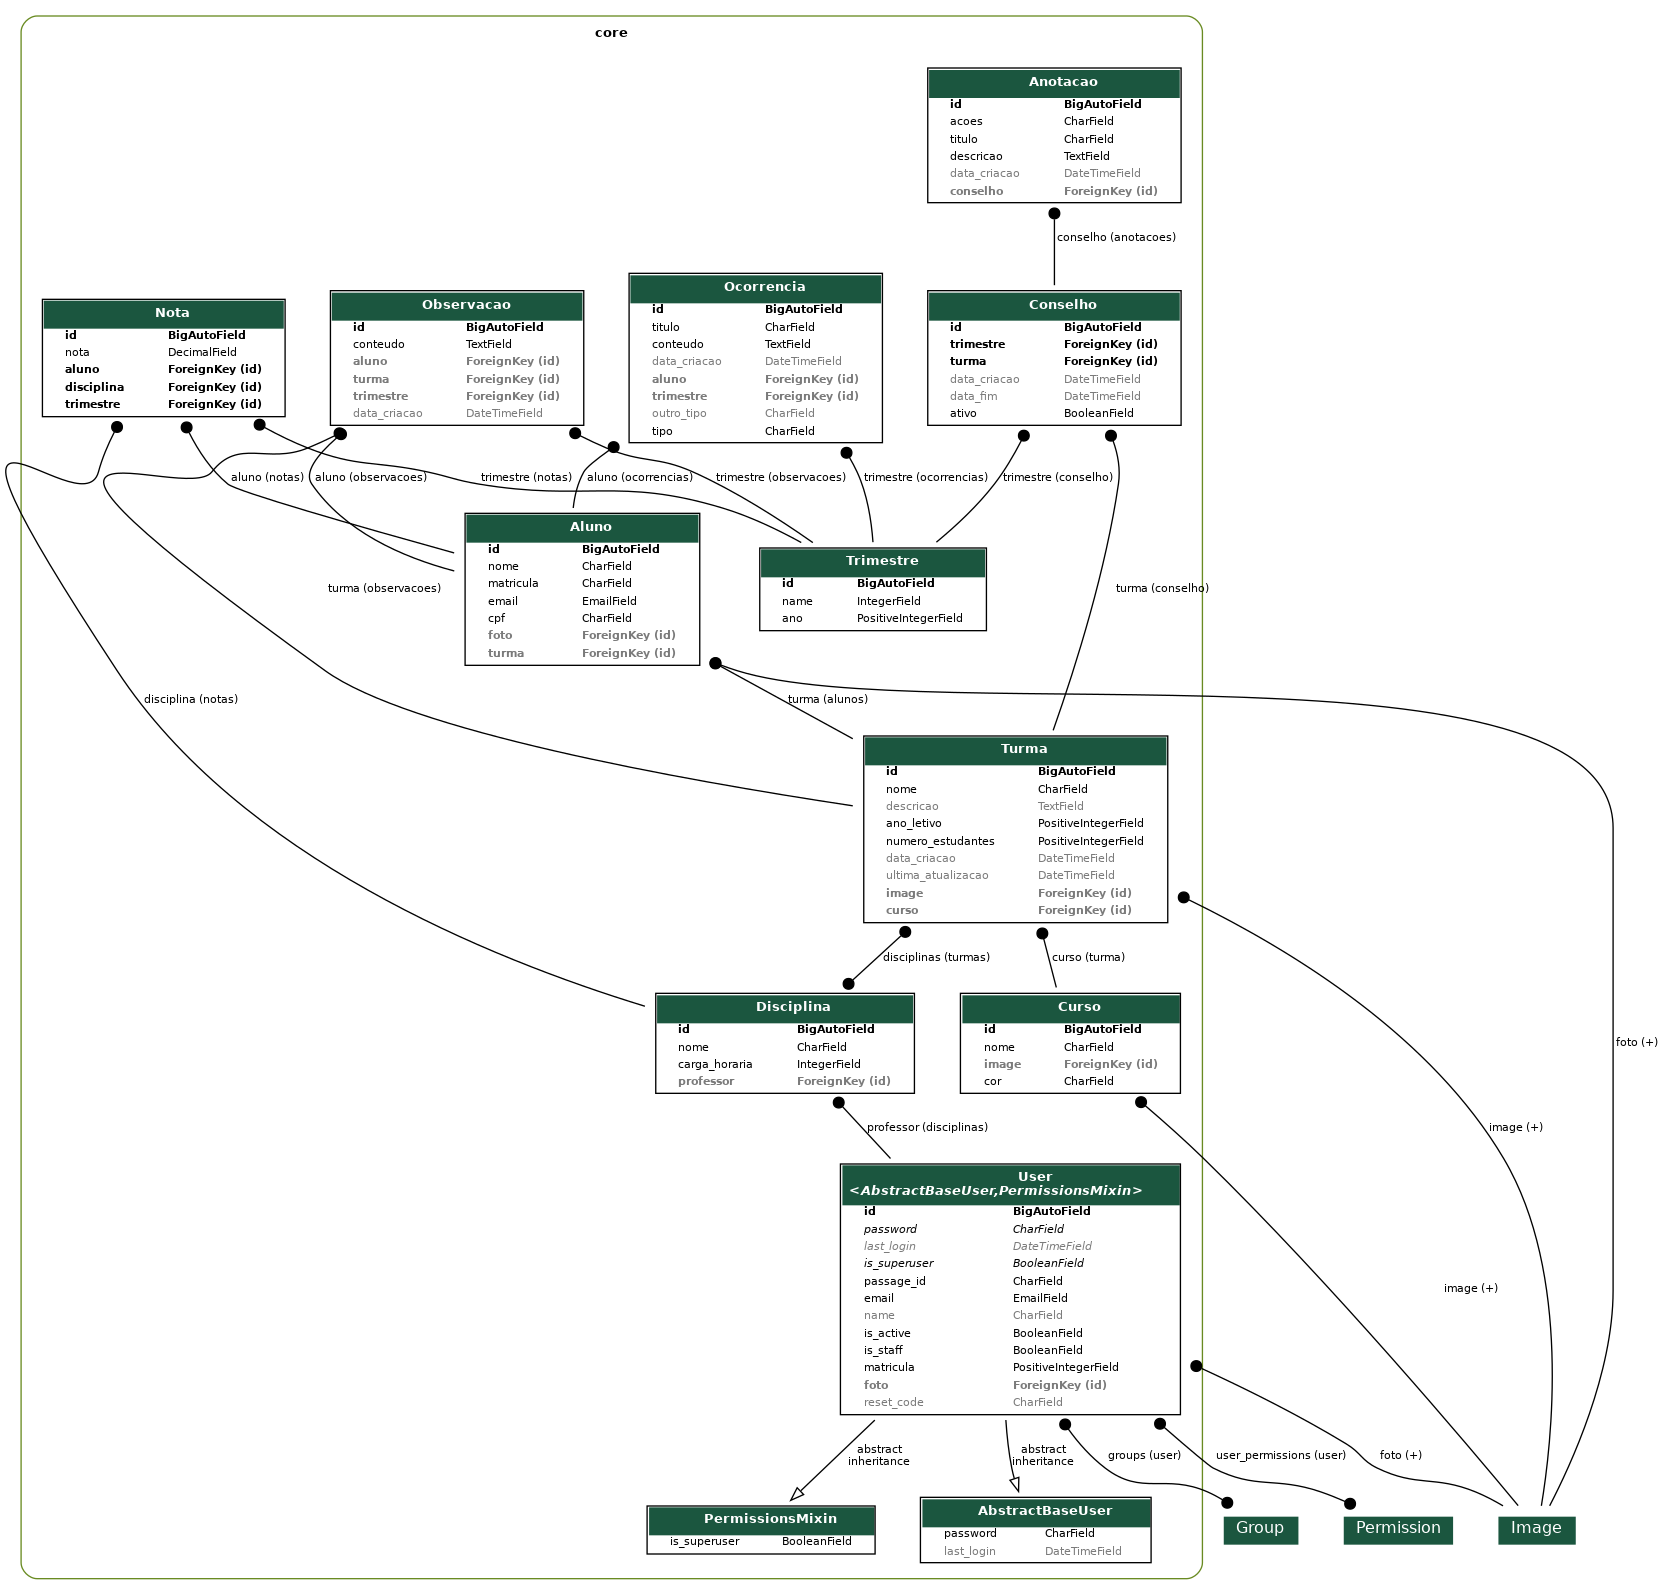 core
Anotacao
id BigAutoField
acoes CharField
titulo CharField
descricao TextField
data_criacao DateTimeField
conselho ForeignKey (id)
conselho (anotacoes)
Nota
id BigAutoField
nota DecimalField
aluno ForeignKey (id)
disciplina ForeignKey (id)
trimestre ForeignKey (id)
Observacao
id BigAutoField
conteudo TextField
aluno ForeignKey (id)
turma ForeignKey (id)
trimestre ForeignKey (id)
data_criacao DateTimeField
Ocorrencia
id BigAutoField
titulo CharField
conteudo TextField
data_criacao DateTimeField
aluno ForeignKey (id)
trimestre ForeignKey (id)
outro_tipo CharField
tipo CharField
Conselho
id BigAutoField
trimestre ForeignKey (id)
turma ForeignKey (id)
data_criacao DateTimeField
data_fim DateTimeField
ativo BooleanField
aluno (notas)
aluno (observacoes)
trimestre (notas)
aluno (ocorrencias)
trimestre (observacoes)
trimestre (ocorrencias)
trimestre (conselho)
Aluno
id BigAutoField
nome CharField
matricula CharField
email EmailField
cpf CharField
foto ForeignKey (id)
turma ForeignKey (id)
Trimestre
id BigAutoField
name IntegerField
ano PositiveIntegerField
turma (observacoes)
turma (conselho)
disciplina (notas)
turma (alunos)
Turma
id BigAutoField
nome CharField
descricao TextField
ano_letivo PositiveIntegerField
numero_estudantes PositiveIntegerField
data_criacao DateTimeField
ultima_atualizacao DateTimeField
image ForeignKey (id)
curso ForeignKey (id)
disciplinas (turmas)
curso (turma)
Disciplina
id BigAutoField
nome CharField
carga_horaria IntegerField
professor ForeignKey (id)
Curso
id BigAutoField
nome CharField
image ForeignKey (id)
cor CharField
foto (+)
professor (disciplinas)
image (+)
User
<AbstractBaseUser,PermissionsMixin>
id BigAutoField
password CharField
last_login DateTimeField
is_superuser BooleanField
passage_id CharField
email EmailField
name CharField
is_active BooleanField
is_staff BooleanField
matricula PositiveIntegerField
foto ForeignKey (id)
reset_code CharField
image (+)
abstract
inheritance
abstract
inheritance
groups (user)
user_permissions (user)
foto (+)
PermissionsMixin
is_superuser BooleanField
AbstractBaseUser
password CharField
last_login DateTimeField
Group
Permission
Image